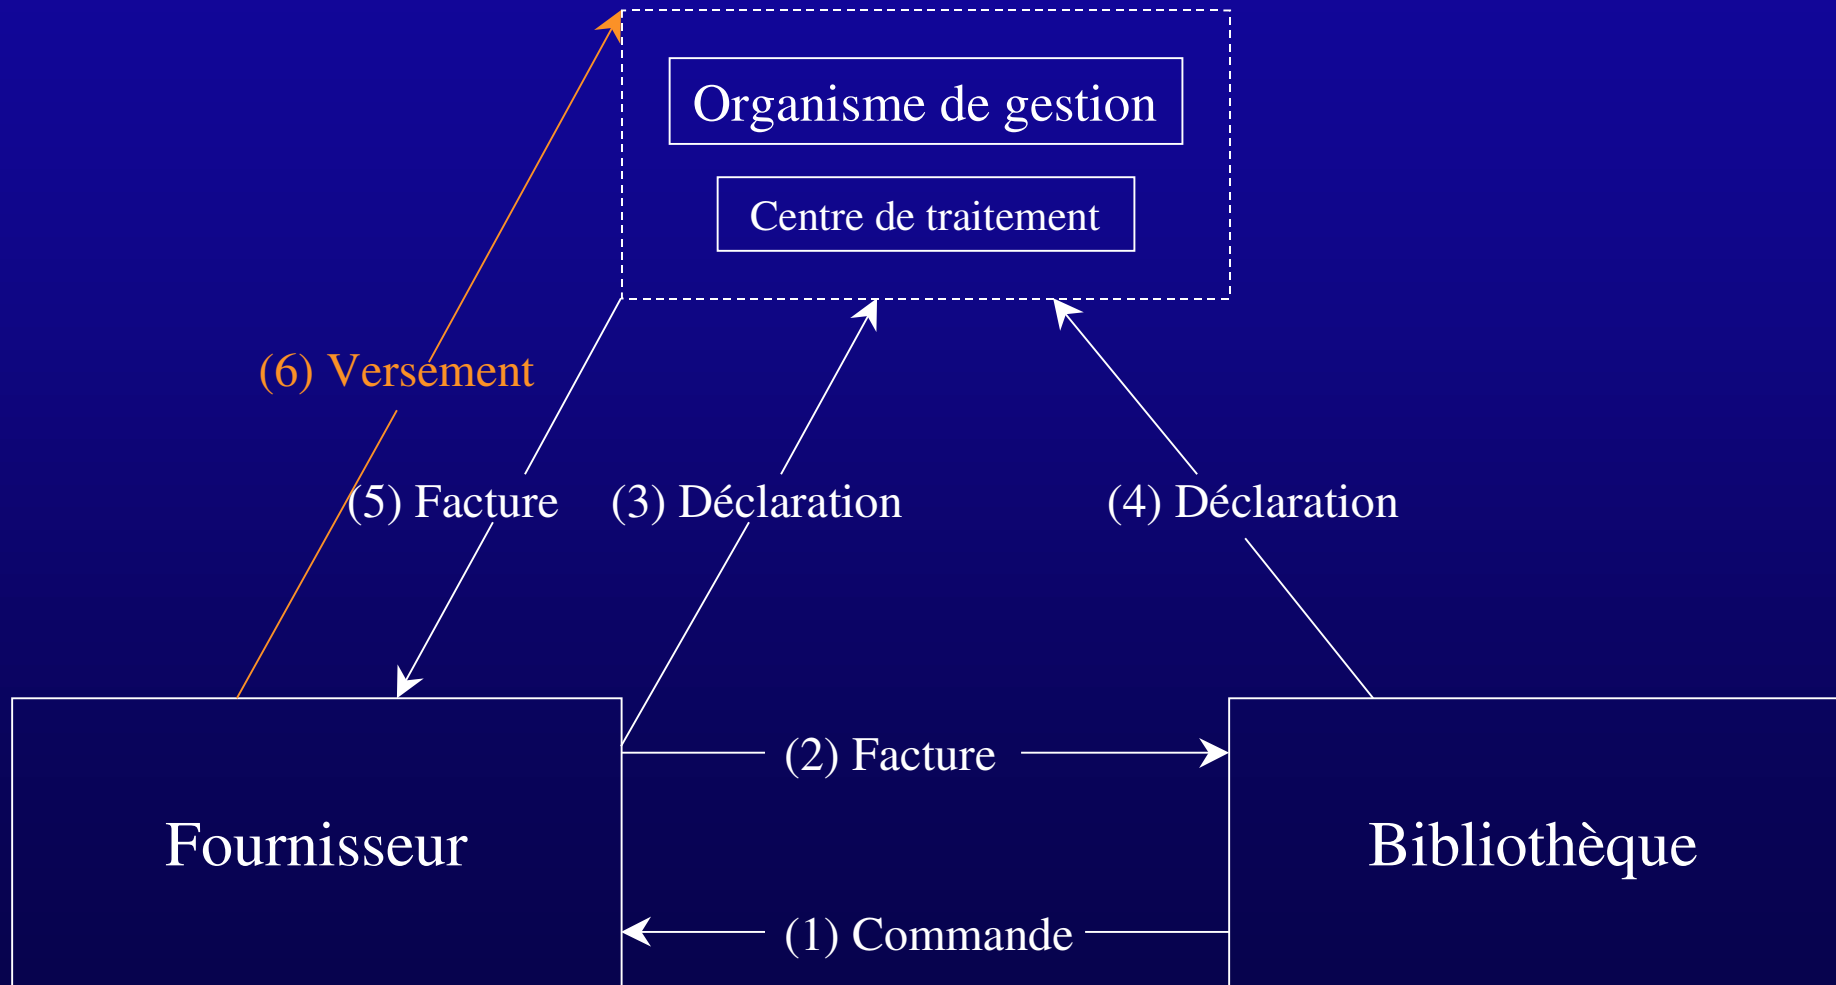 Organisme de gestion
Centre de traitement
(6) Versement
(5) Facture
(3) Déclaration
(4) Déclaration
(2) Facture
Fournisseur
Bibliothèque
(1) Commande